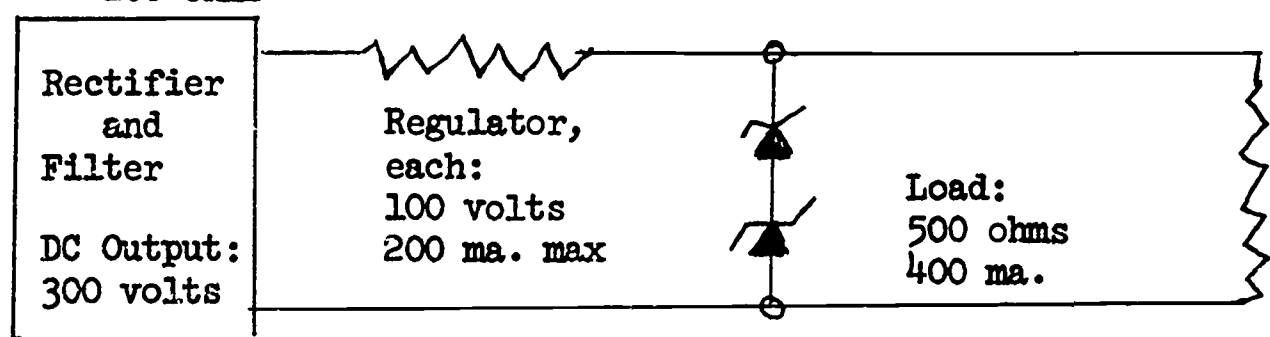 Rectifier
and
Filter
DC Output:
300 volts
Regulator,
each:
100 volts
200 ma. max
Load:
500 ohms
400 ma.